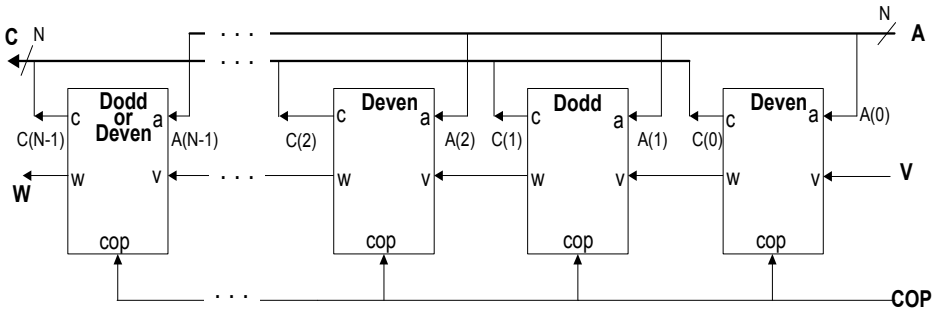 C
N
N
A
. . .
. . .
Dodd
or
Deven
c
a
C(N-1)
A(N-1)
W
w
v
cop
. . .
Deven
c
a
C(2)
A(2)
w
v
cop
Dodd
c
a
C(1)
A(1)
w
v
cop
Deven
c
a
C(0)
A(0)
w
v
cop
V
. . .
COP